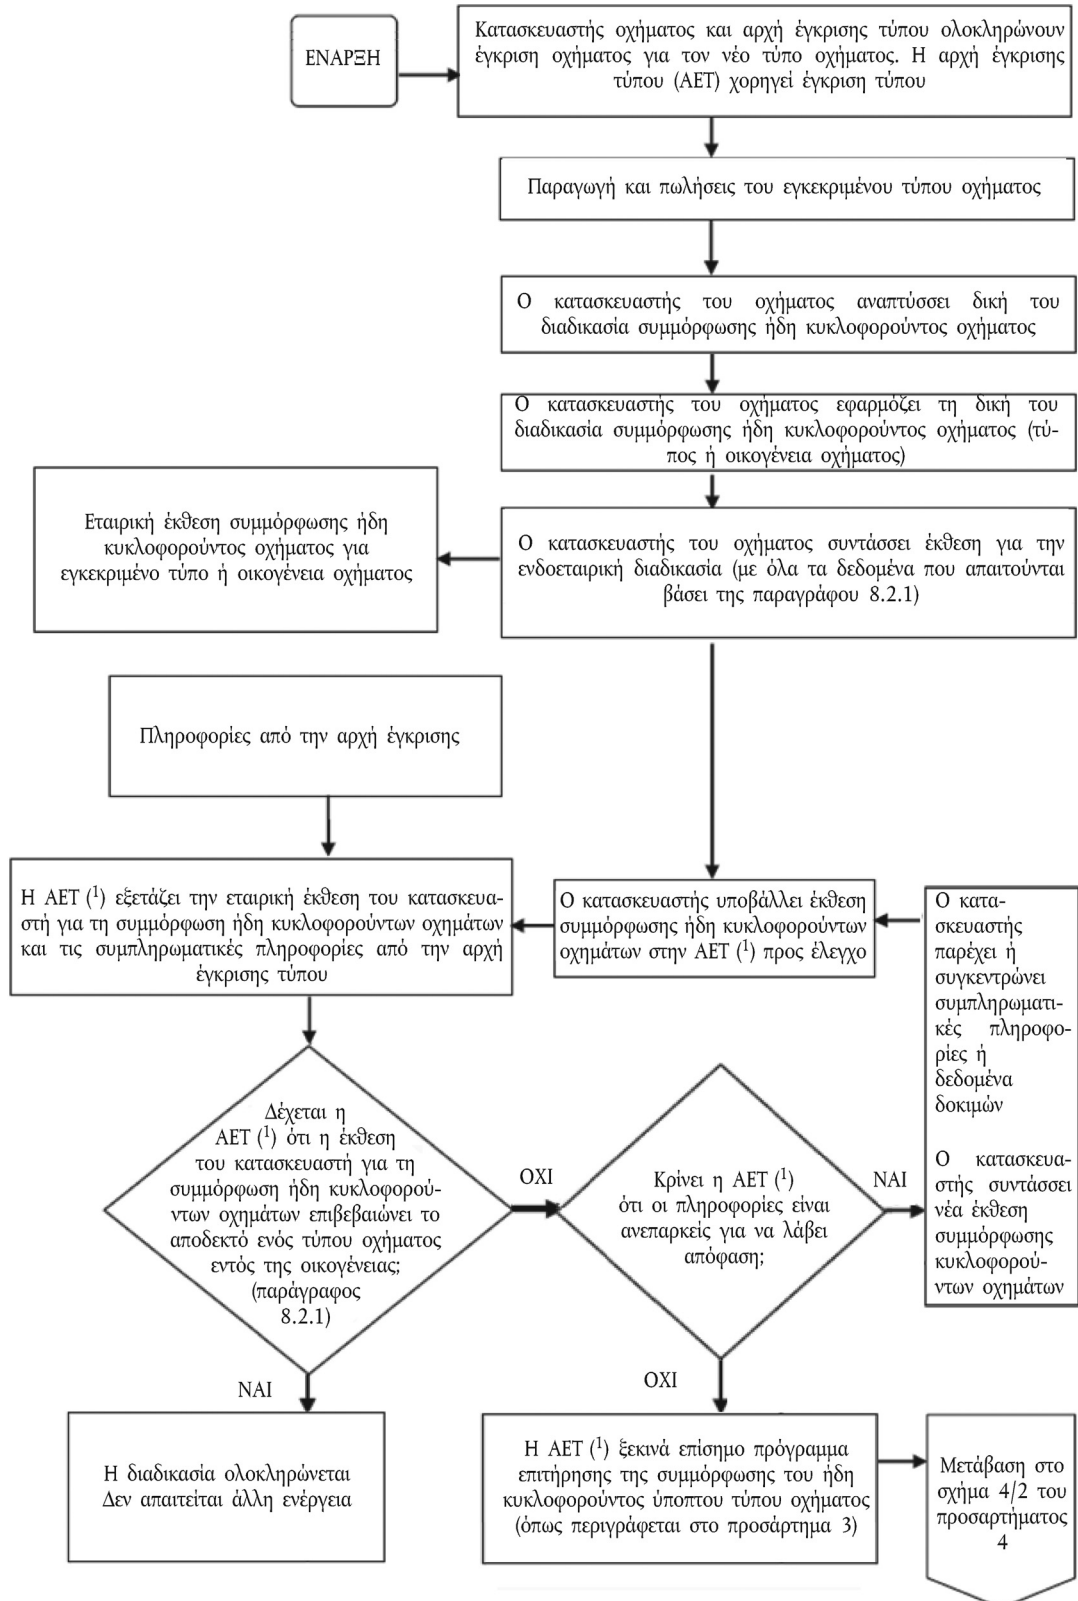 ΕΝΑΡΞΗ
Κατασκευαστής οχήματος και αρχή έγκρισης τύπου ολοκληρώνουν
έγκριση οχήματος για τον νέο τύπο οχήματος. Η αρχή έγκρισης
τύπου (ΑΕΤ) χορηγεί έγκριση τύπου
Παραγωγή και πωλήσεις του εγκεκριμένου τύπου οχήματος
Ο κατασκευαστής του οχήματος αναπτύσσει δική του
διαδικασία συμμόρφωσης ήδη κυκλοφορούντος οχήματος
Ο κατασκευαστής του οχήματος εφαρμόζει τη δική του
διαδικασία συμμόρφωσης ήδη κυκλοφορούντος οχήματος (τύ-
πος ή οικογένεια οχήματος)
Εταιρική έκθεση συμμόρφωσης ήδη
κυκλοφορούντος οχήματος για
εγκεκριμένο τύπο ή οικογένεια οχήματος
Ο κατασκευαστής του οχήματος συντάσσει έκθεση για την
ενδοεταιρική διαδικασία (με όλα τα δεδομένα που απαιτούνται
βάσει της παραγράφου 8.2.1)
Πληροφορίες από την αρχή έγκρισης
Η ΑΕΤ (1) εξετάζει την εταιρική έκθεση του κατασκευα-
στή για τη συμμόρφωση ήδη κυκλοφορούντων οχημάτων
και τις συμπληρωματικές πληροφορίες από την αρχή
έγκρισης τύπου
Ο κατασκευαστής υποβάλλει έκθεση
συμμόρφωσης ήδη κυκλοφορούντων
οχημάτων στην ΑΕΤ (1) προς έλεγχο
Ο κατα-
σκευαστής
παρέχει ή
συγκεντρώνει
συμπληρωματι-
κές πληροφο-
ρίες ή
δεδομένα
δοκιμών
Ο κατασκευα-
στής συντάσσει
νέα έκθεση
συμμόρφωσης
κυκλοφορού-
ντων οχημάτων
Δέχεται η
ΑΕΤ (1) ότι η έκθεση
του κατασκευαστή για τη
συμμόρφωση ήδη κυκλοφορού-
ντων οχημάτων επιβεβαιώνει το
αποδεκτό ενός τύπου οχήματος
εντός της οικογένειας;
(παράγραφος
8.2.1)
ΟΧΙ
Κρίνει η ΑΕΤ (1)
ότι οι πληροφορίες είναι
ανεπαρκείς για να λάβει
απόφαση;
ΝΑΙ
ΝΑΙ
ΟΧΙ
Η διαδικασία ολοκληρώνεται
Δεν απαιτείται άλλη ενέργεια
Η ΑΕΤ (1) ξεκινά επίσημο πρόγραμμα
επιτήρησης της συμμόρφωσης του ήδη
κυκλοφορούντος ύποπτου τύπου οχήματος
(όπως περιγράφεται στο προσάρτημα 3)
Μετάβαση στο
σχήμα 4/2 του
προσαρτήματος
4